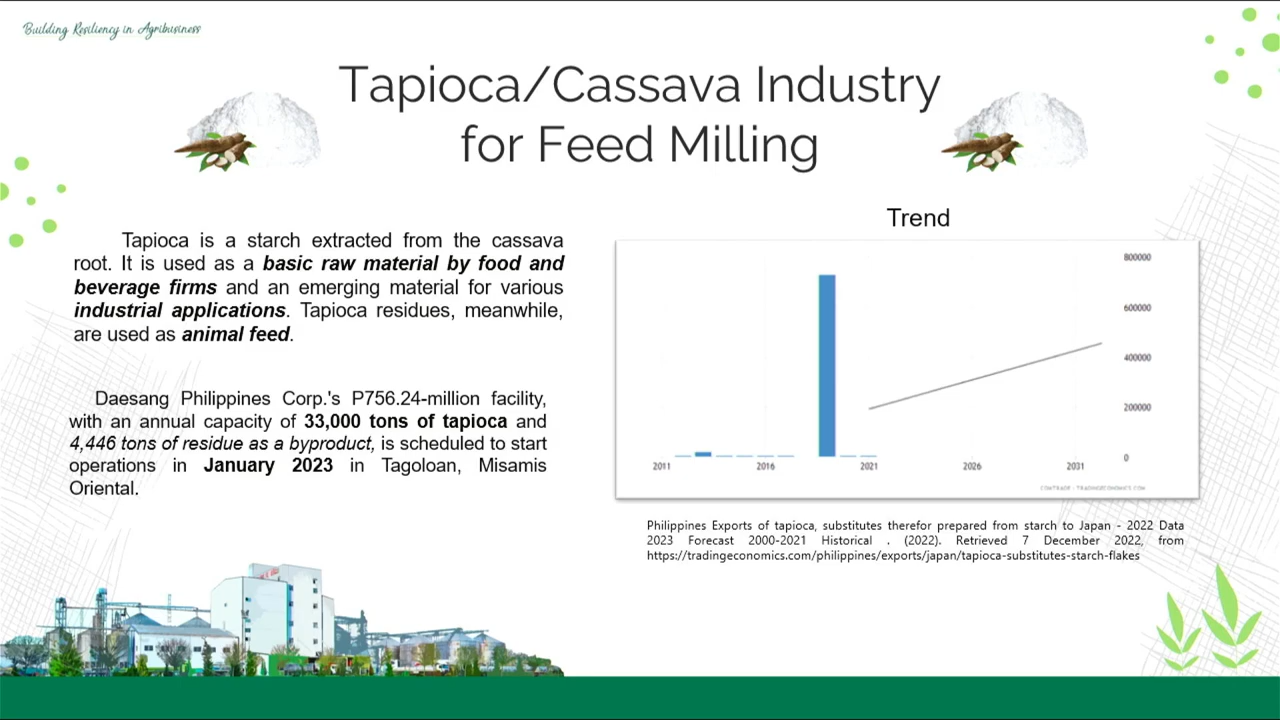 Building Resiliency in Agribusiness
Tapioca/Cassava Industry
for Feed Milling
Tapioca is a starch extracted from the cassava
root. It is used as a basic raw material by food and
beverage firms and an emerging material for various
industrial applications. Tapioca residues, meanwhile,
are used as animal feed.
Daesang Philippines Corp.'s P756.24-million facility,
with an annual capacity of 33,000 tons of tapioca and
4,446 tons of residue as a byproduct, is scheduled to start
operations in January 2023 in Tagoloan, Misamis
Oriental.
Trend
800000
600000
400000
200000
0
2011
2016
2021
2026
2031
COMTRADE - TRADINGECONOMICS.COM
Philippines Exports of tapioca, substitutes therefor prepared from starch to Japan - 2022 Data
2023 Forecast 2000-2021 Historical . (2022). Retrieved 7 December 2022, from
https://tradingeconomics.com/philippines/exports/japan/tapioca-substitutes-starch-flakes